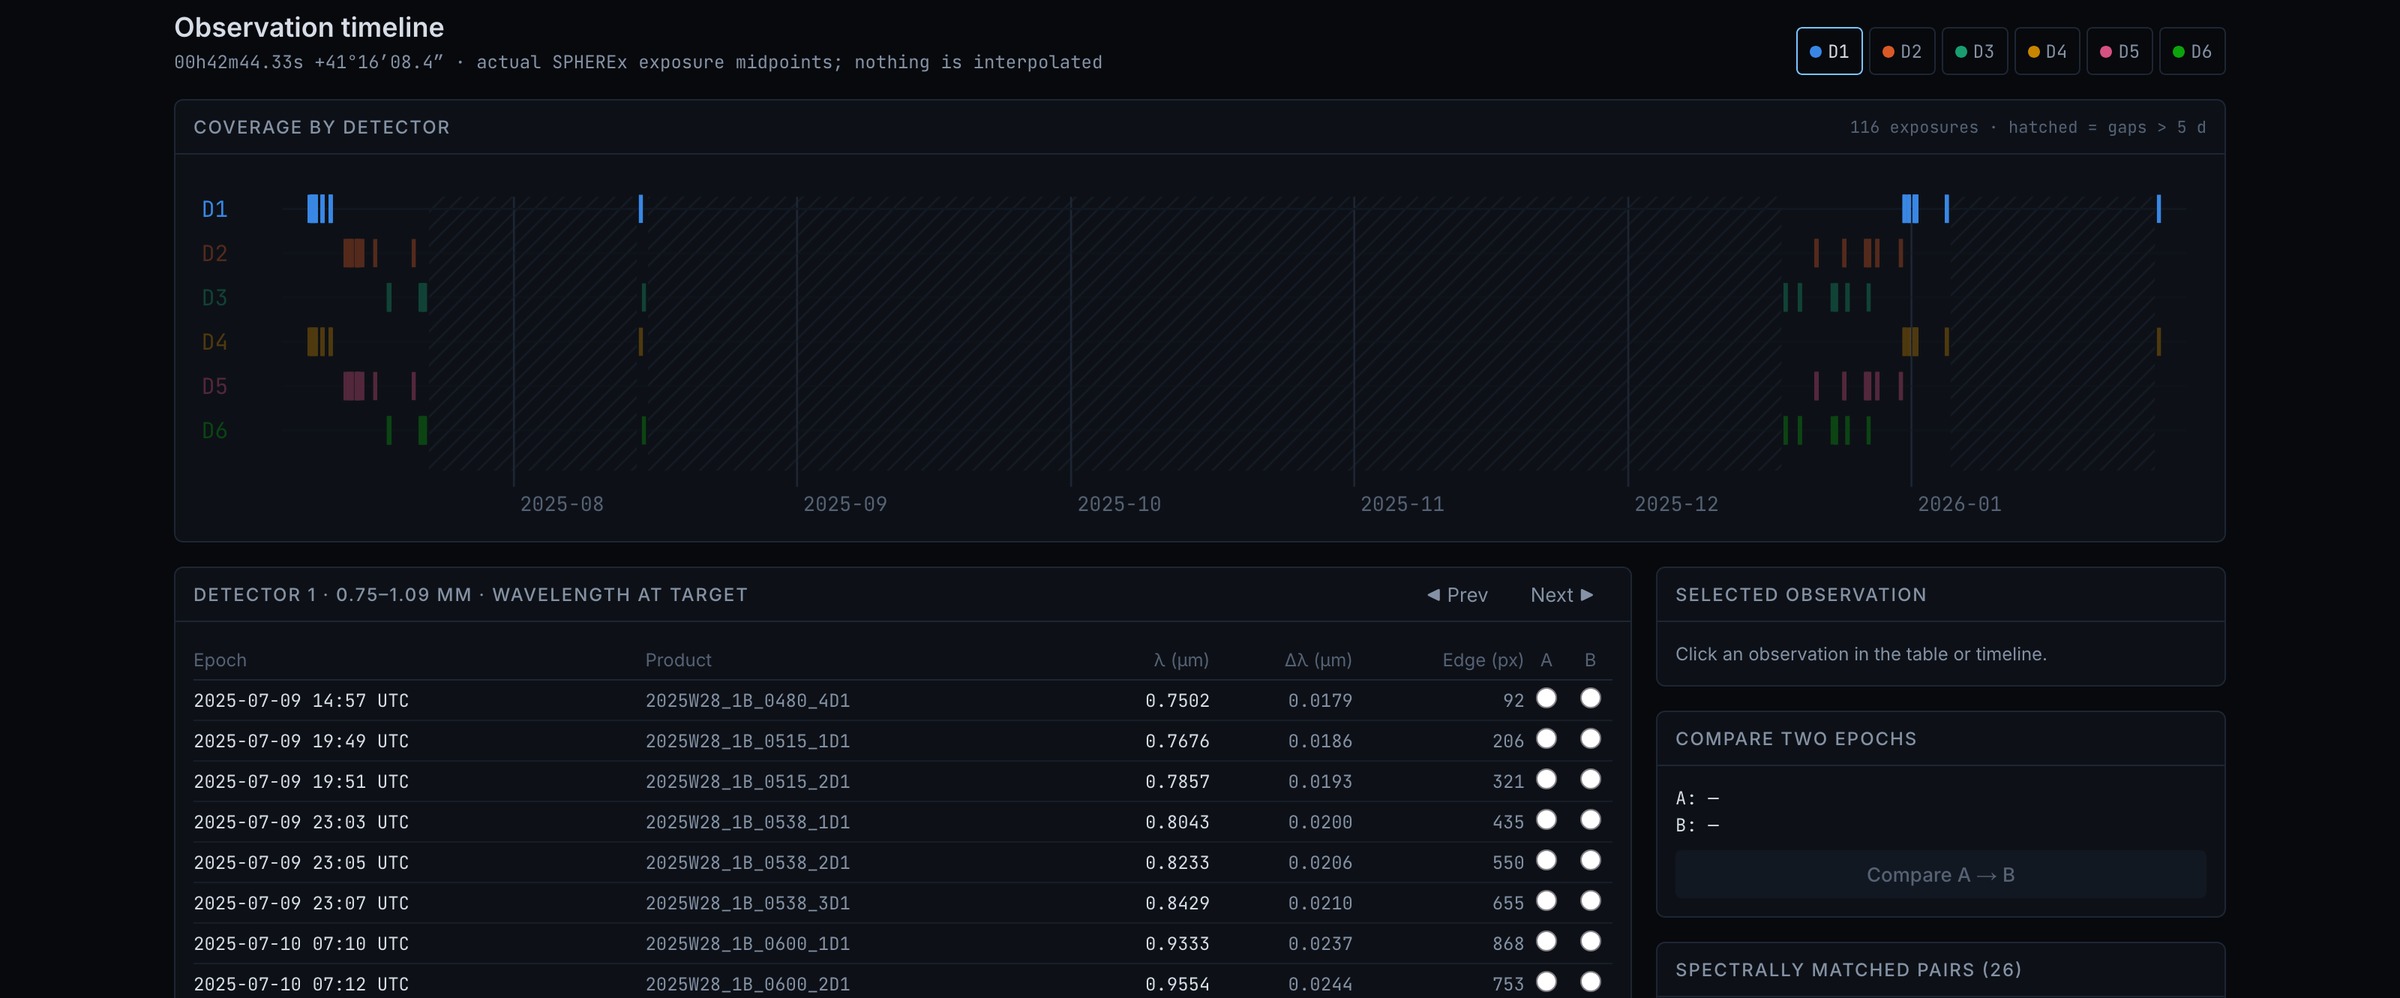 Observation timeline
00h42m44.33s +41°16′08.4″ · actual SPHEREx exposure midpoints; nothing is interpolated
D1 D2 D3 D4 D5 D6
COVERAGE BY DETECTOR
116 exposures · hatched = gaps > 5 d
D1
D2
D3
D4
D5
D6
2025-08 2025-09 2025-10 2025-11 2025-12 2026-01
DETECTOR 1 · 0.75–1.09 MM · WAVELENGTH AT TARGET
◀ Prev Next ▶
Epoch Product λ (μm) Δλ (μm) Edge (px) A B
2025-07-09 14:57 UTC 2025W28_1B_0480_4D1 0.7502 0.0179 92
2025-07-09 19:49 UTC 2025W28_1B_0515_1D1 0.7676 0.0186 206
2025-07-09 19:51 UTC 2025W28_1B_0515_2D1 0.7857 0.0193 321
2025-07-09 23:03 UTC 2025W28_1B_0538_1D1 0.8043 0.0200 435
2025-07-09 23:05 UTC 2025W28_1B_0538_2D1 0.8233 0.0206 550
2025-07-09 23:07 UTC 2025W28_1B_0538_3D1 0.8429 0.0210 655
2025-07-10 07:10 UTC 2025W28_1B_0600_1D1 0.9333 0.0237 868
2025-07-10 07:12 UTC 2025W28_1B_0600_2D1 0.9554 0.0244 753
SELECTED OBSERVATION
Click an observation in the table or timeline.
COMPARE TWO EPOCHS
A: —
B: —
Compare A → B
SPECTRALLY MATCHED PAIRS (26)